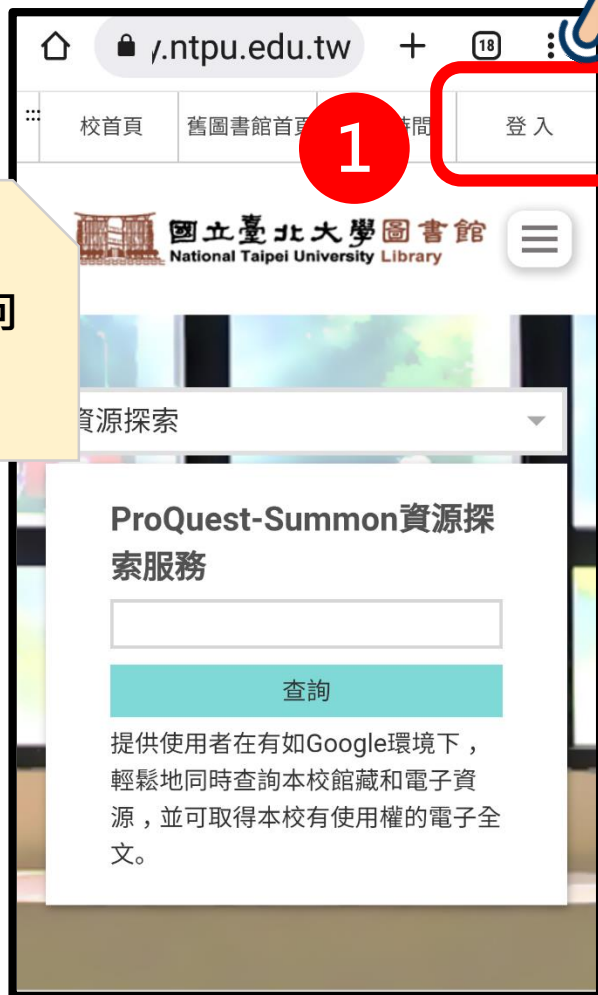 y.ntpu.edu.tw
18
校首頁
舊圖書館首頁
時間
登入
1
國立臺北大學圖書館
National Taipei University Library
資源探索
ProQuest-Summon資源探
索服務
查詢
提供使用者在有如Google環境下，
輕鬆地同時查詢本校館藏和電子資
源，並可取得本校有使用權的電子全
文。